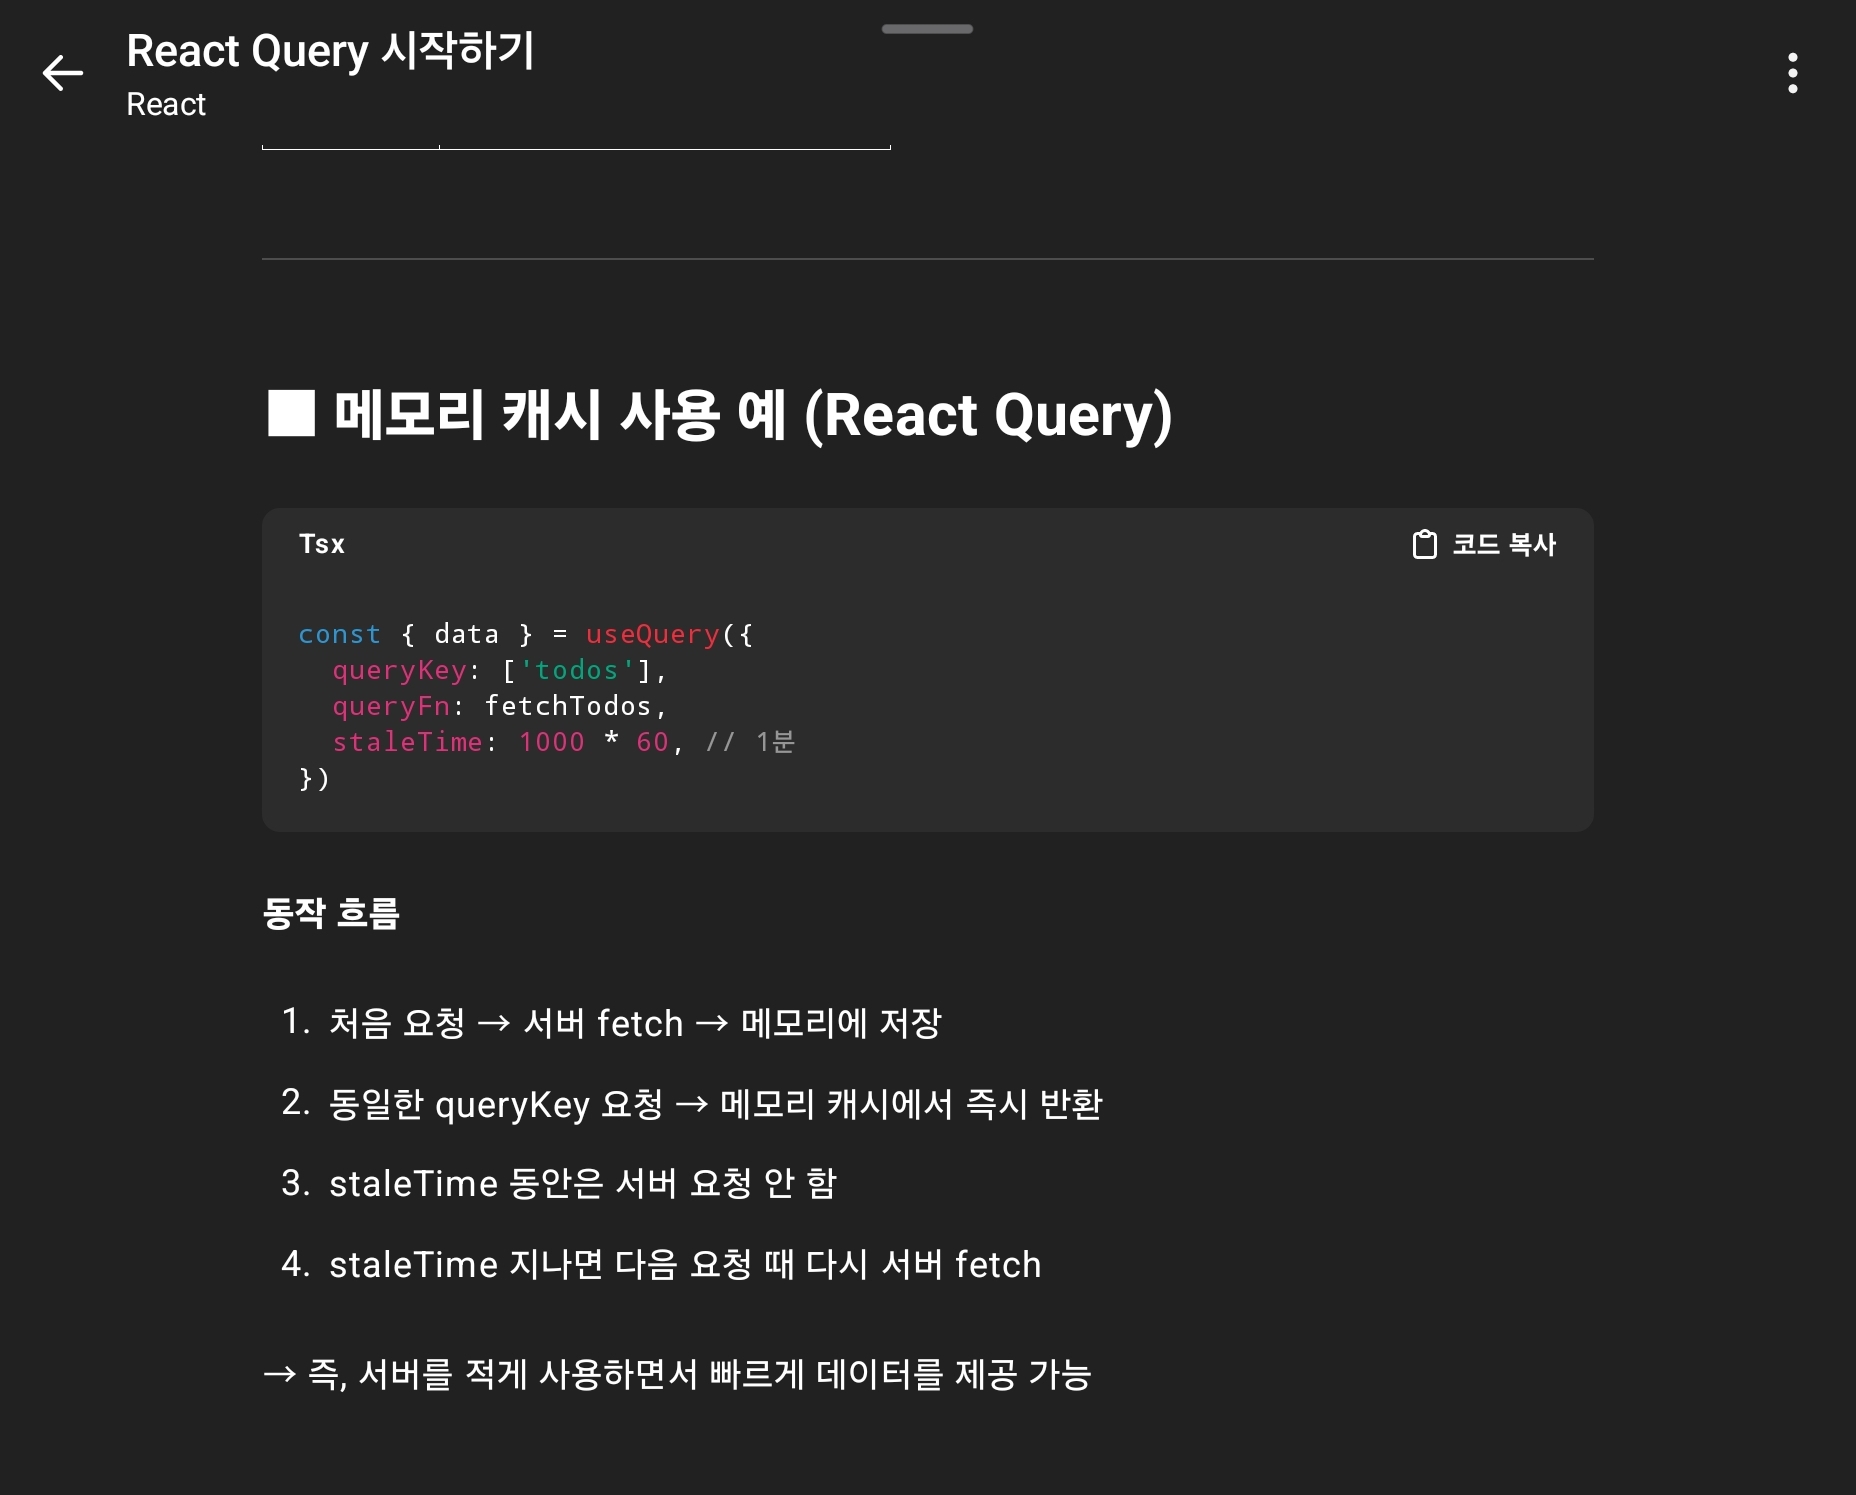 React Query 시작하기
React
■ 메모리 캐시 사용 예 (React Query)
Tsx
코드 복사
const { data } = useQuery({
  queryKey: ['todos'],
  queryFn: fetchTodos,
  staleTime: 1000 * 60, // 1분
})
동작 흐름
1. 처음 요청 → 서버 fetch → 메모리에 저장
2. 동일한 queryKey 요청 → 메모리 캐시에서 즉시 반환
3. staleTime 동안은 서버 요청 안 함
4. staleTime 지나면 다음 요청 때 다시 서버 fetch
→ 즉, 서버를 적게 사용하면서 빠르게 데이터를 제공 가능